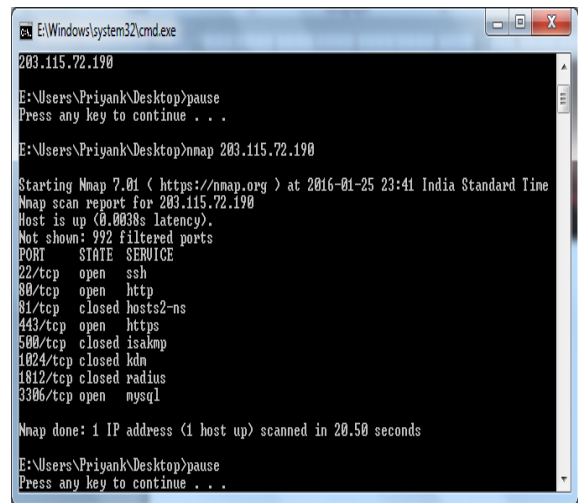 E:\Windows\system32\cmd.exe
203.115.72.190
E:\Users\Priyank\Desktop>pause
Press any key to continue . . .
E:\Users\Priyank\Desktop>nmap 203.115.72.190
Starting Nmap 7.01 ( https://nmap.org ) at 2016-01-25 23:41 India Standard Time
Nmap scan report for 203.115.72.190
Host is up (0.0038s latency).
Not shown: 992 filtered ports
PORT STATE SERVICE
22/tcp open ssh
80/tcp open http
81/tcp closed hosts2-ns
443/tcp open https
500/tcp closed isakmp
1024/tcp closed kdm
1812/tcp closed radius
3306/tcp open mysql
Nmap done: 1 IP address (1 host up) scanned in 20.50 seconds
E:\Users\Priyank\Desktop>pause
Press any key to continue . . .